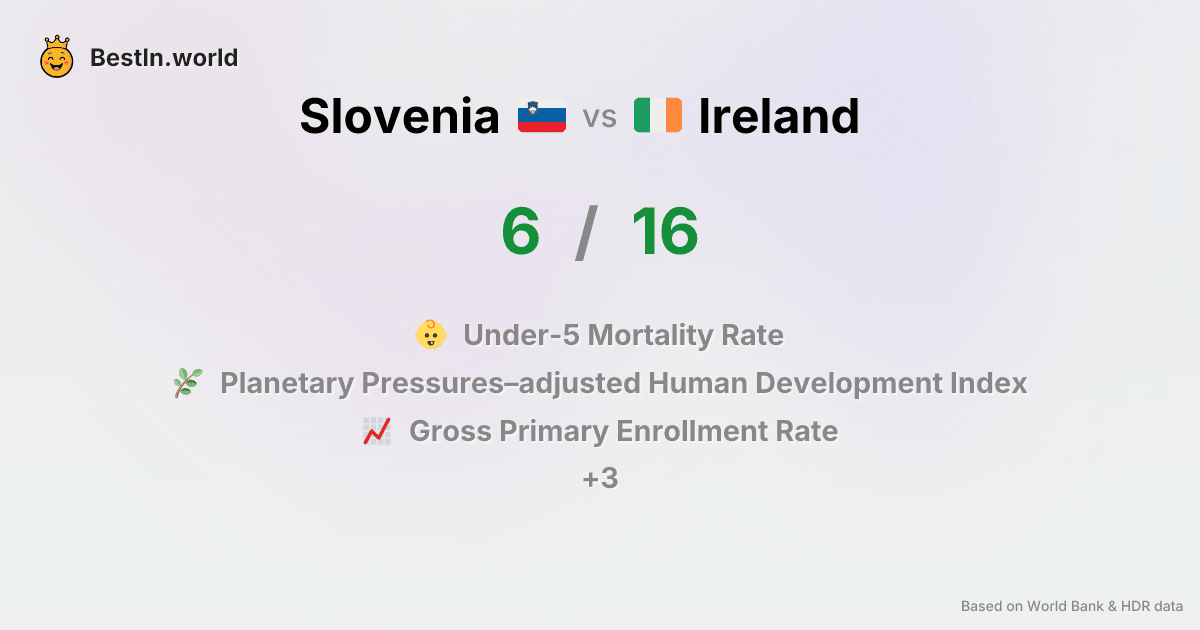 BestIn.world
Slovenia vs Ireland
6 / 16
Under-5 Mortality Rate
Planetary Pressures–adjusted Human Development Index
Gross Primary Enrollment Rate
+3
Based on World Bank & HDR data